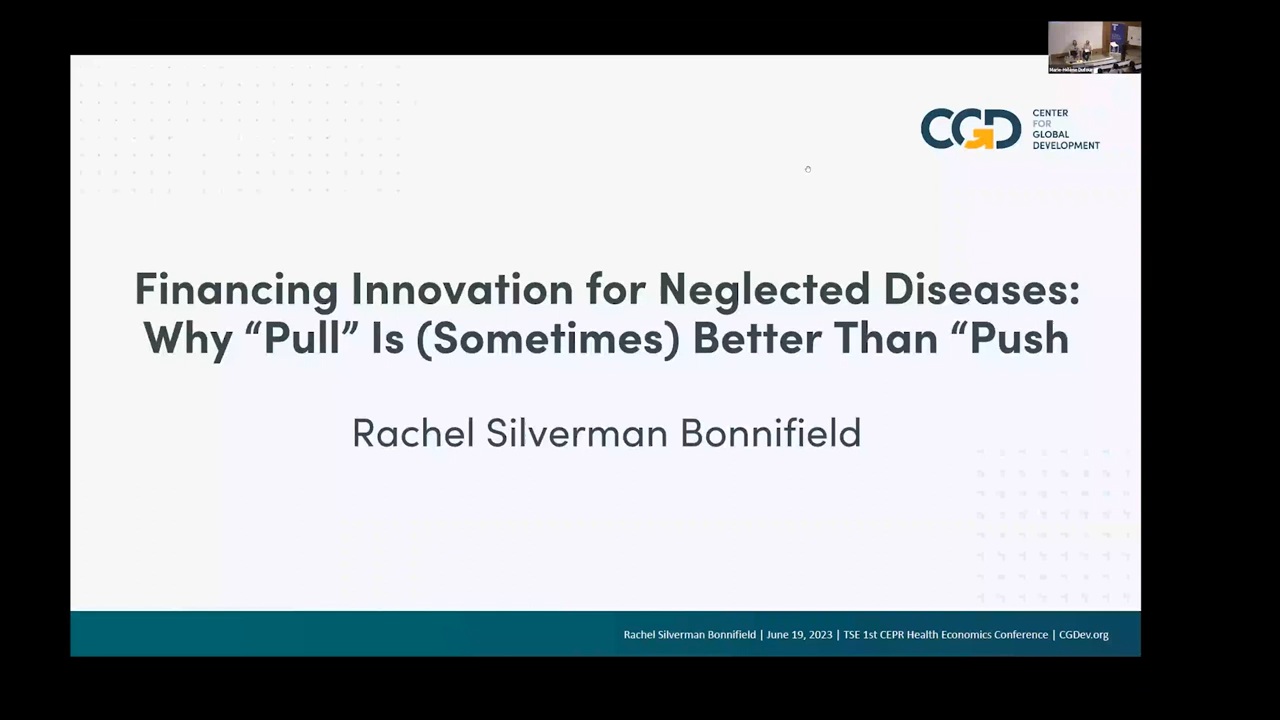 CGD
CENTER
FOR
GLOBAL
DEVELOPMENT
Financing Innovation for Neglected Diseases:
Why “Pull” Is (Sometimes) Better Than “Push
Rachel Silverman Bonnifield
Rachel Silverman Bonnifield | June 19, 2023 | TSE 1st CEPR Health Economics Conference | CGDev.org